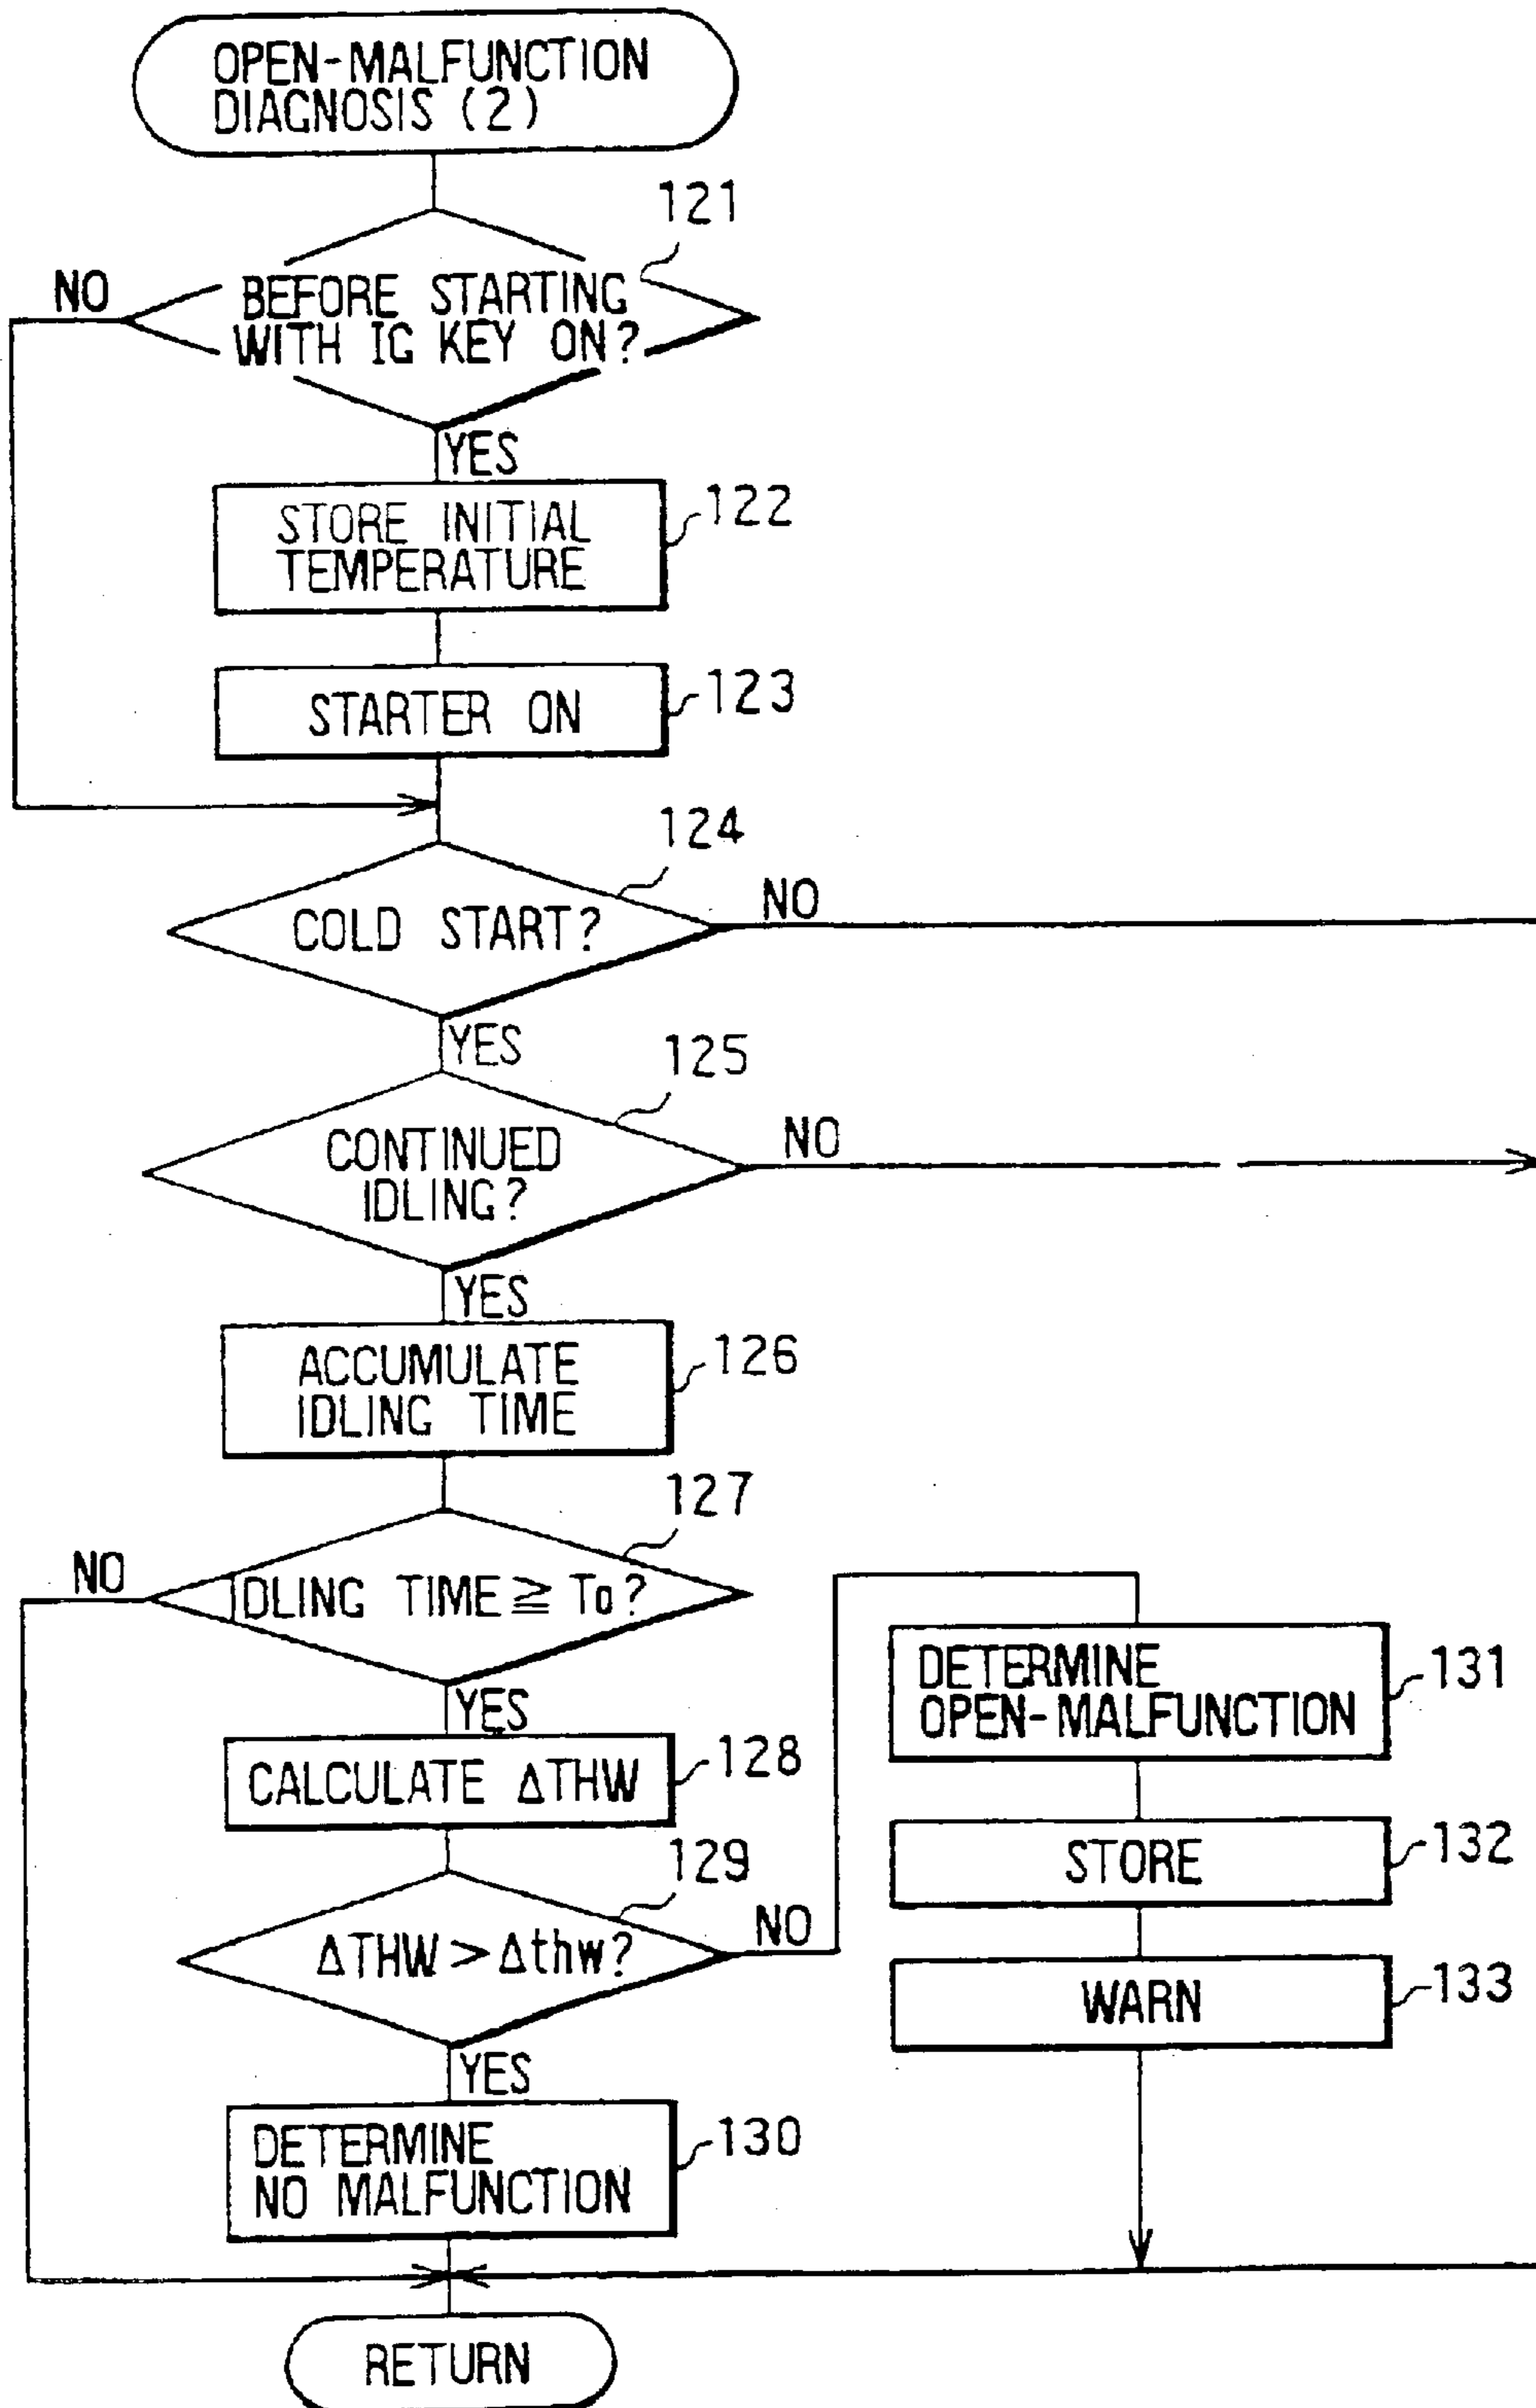 OPEN-MALFUNCTION
DIAGNOSIS (2)
121
NO
BEFORE STARTING
WITH IG KEY ON?
YES
STORE INITIAL
TEMPERATURE
122
STARTER ON
123
124
COLD START?
NO
YES
125
CONTINUED
IDLING?
NO
YES
ACCUMULATE
IDLING TIME
126
127
NO
IDLING TIME ≧ Ta?
YES
CALCULATE ΔTHW
128
129
ΔTHW > Δthw?
NO
YES
DETERMINE
NO MALFUNCTION
130
DETERMINE
OPEN-MALFUNCTION
131
STORE
132
WARN
133
RETURN